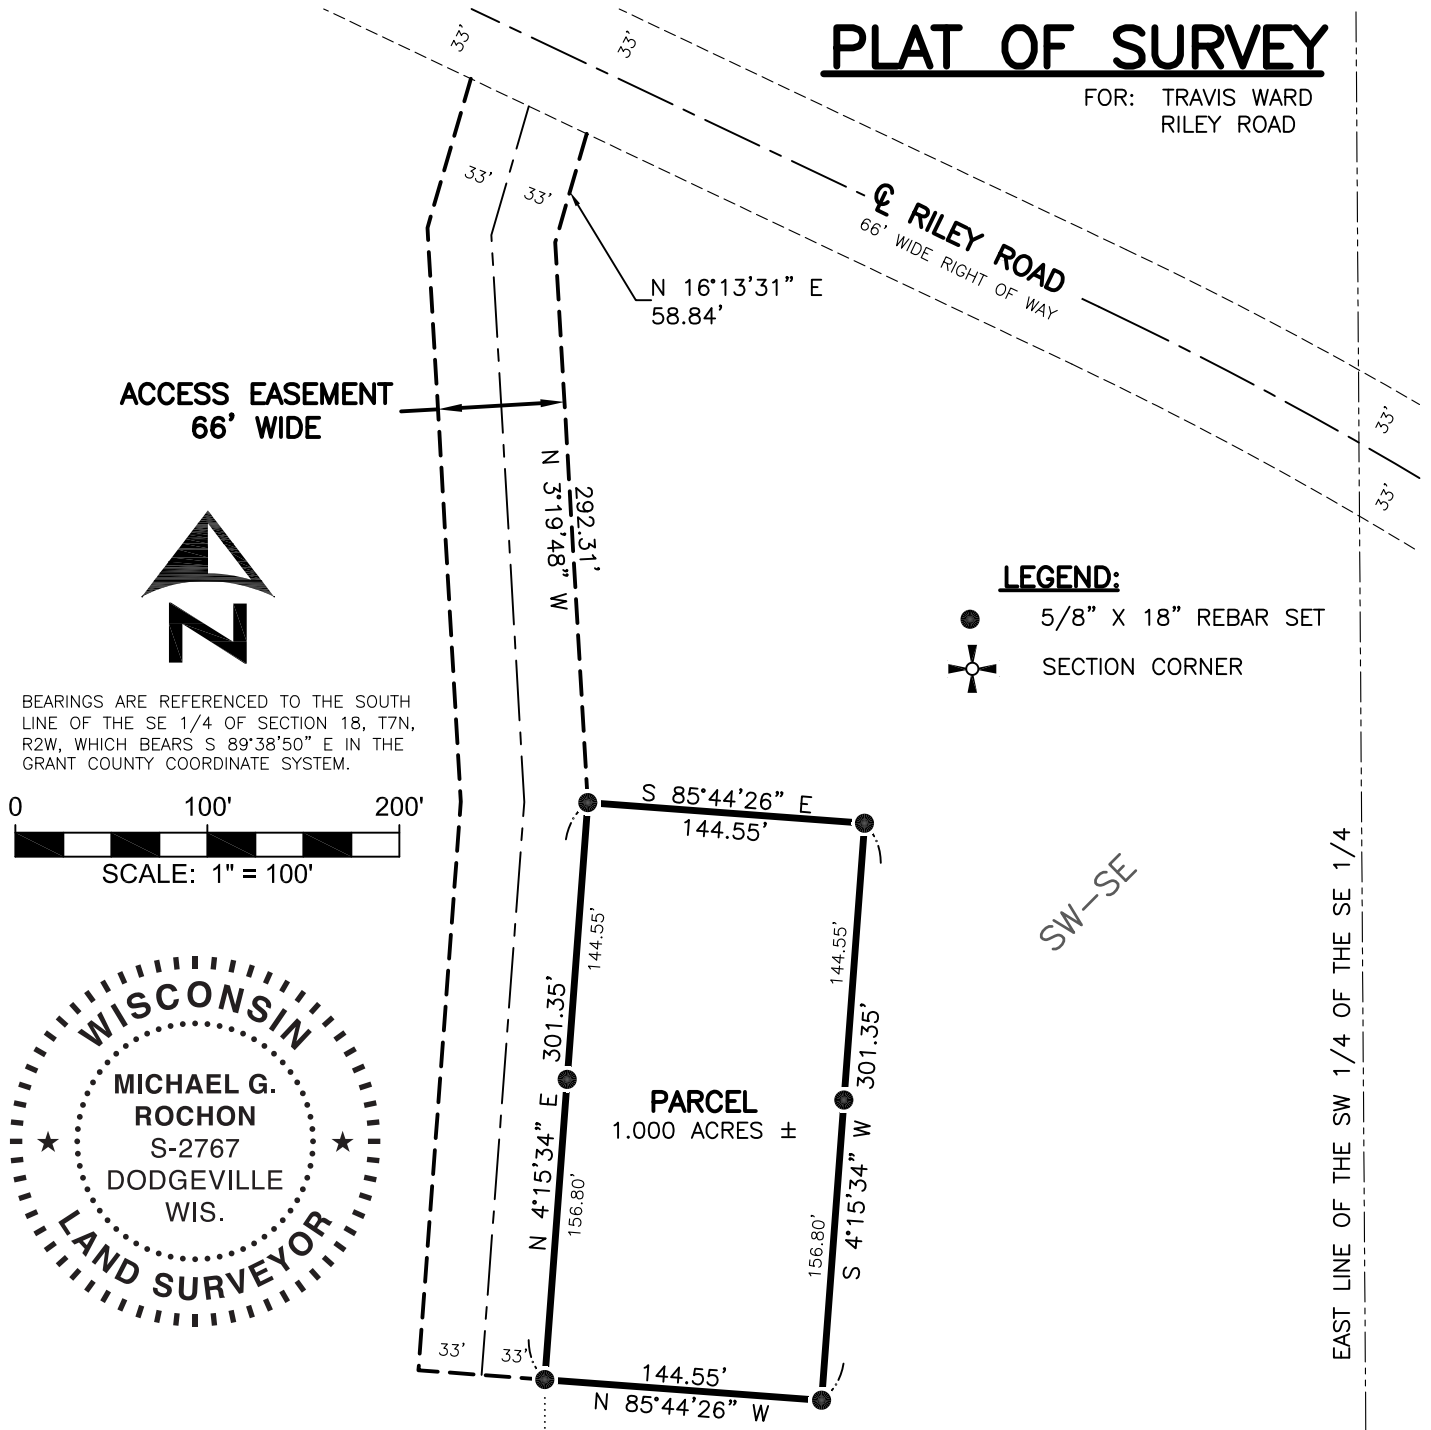 PLAT OF SURVEY
FOR: TRAVIS WARD
RILEY ROAD
33'
33'
33'
33'
℄ RILEY ROAD
66' WIDE RIGHT OF WAY
N 16°13'31" E
58.84'
33'
33'
ACCESS EASEMENT
66' WIDE
292.31'
N 3°19'48" W
LEGEND:
5/8" X 18" REBAR SET
SECTION CORNER
N
BEARINGS ARE REFERENCED TO THE SOUTH
LINE OF THE SE 1/4 OF SECTION 18, T7N,
R2W, WHICH BEARS S 89°38'50" E IN THE
GRANT COUNTY COORDINATE SYSTEM.
0 100' 200'
SCALE: 1" = 100'
S 85°44'26" E
144.55'
144.55'
144.55'
N 4°15'34" E 301.35'
S 4°15'34" W 301.35'
PARCEL
1.000 ACRES ±
156.80'
156.80'
SW-SE
EAST LINE OF THE SW 1/4 OF THE SE 1/4
WISCONSIN
MICHAEL G.
ROCHON
S-2767
DODGEVILLE
WIS.
LAND SURVEYOR
33'
33'
144.55'
N 85°44'26" W